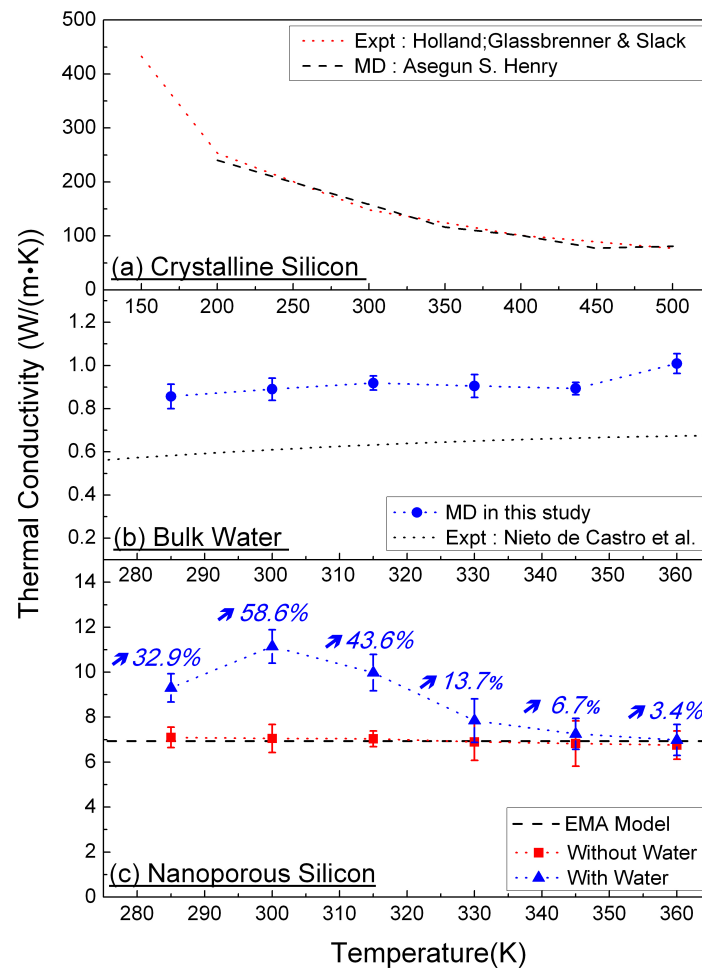 Thermal Conductivity (W/(m•K))
500
400
300
200
100
0
Expt : Holland;Glassbrenner & Slack
MD : Asegun S. Henry
(a) Crystalline Silicon
150 200 250 300 350 400 450 500
1.2
1.0
0.8
0.6
0.4
0.2
MD in this study
Expt : Nieto de Castro et al.
(b) Bulk Water
280 290 300 310 320 330 340 350 360
14
12
10
8
6
4
2
0
32.9%
58.6%
43.6%
13.7%
6.7%
3.4%
EMA Model
Without Water
With Water
(c) Nanoporous Silicon
280 290 300 310 320 330 340 350 360
Temperature(K)